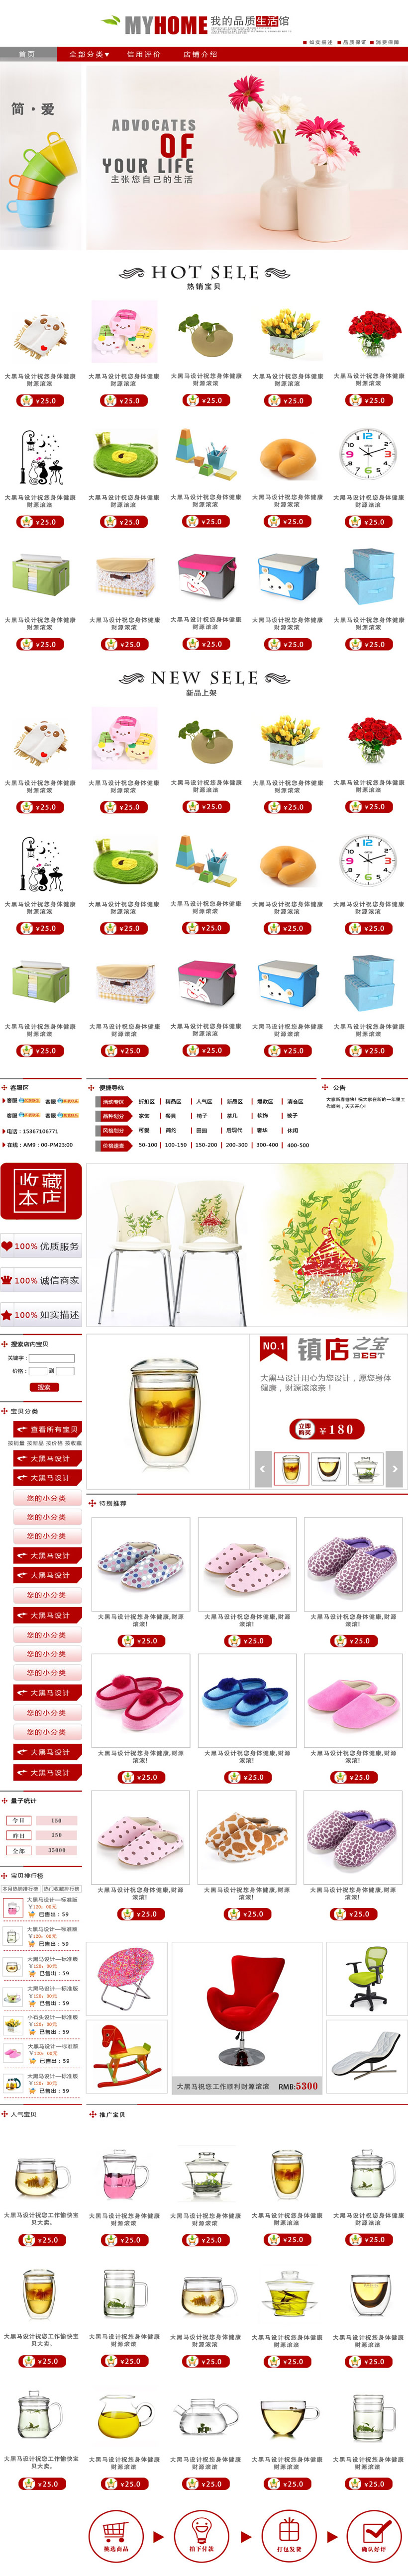 MYHOME 我的品质生活馆
■ 如实描述 ■ 品质保证 ■ 消费保障
首页 全部分类▼ 信用评价 店铺介绍
简·爱
ADVOCATES
OF
YOUR LIFE
主张您自己的生活
HOT SELE
热销宝贝
大黑马设计祝您身体健康 大黑马设计祝您身体健康 大黑马设计祝您身体健康 大黑马设计祝您身体健康 大黑马设计祝您身体健康
财源滚滚 财源滚滚 财源滚滚 财源滚滚 财源滚滚
¥25.0 ¥25.0 ¥25.0 ¥25.0 ¥25.0
大黑马设计祝您身体健康 大黑马设计祝您身体健康 大黑马设计祝您身体健康 大黑马设计祝您身体健康 大黑马设计祝您身体健康
财源滚滚 财源滚滚 财源滚滚 财源滚滚 财源滚滚
¥25.0 ¥25.0 ¥25.0 ¥25.0 ¥25.0
大黑马设计祝您身体健康 大黑马设计祝您身体健康 大黑马设计祝您身体健康 大黑马设计祝您身体健康 大黑马设计祝您身体健康
财源滚滚 财源滚滚 财源滚滚 财源滚滚 财源滚滚
¥25.0 ¥25.0 ¥25.0 ¥25.0 ¥25.0
NEW SELE
新品上架
大黑马设计祝您身体健康 大黑马设计祝您身体健康 大黑马设计祝您身体健康 大黑马设计祝您身体健康 大黑马设计祝您身体健康
财源滚滚 财源滚滚 财源滚滚 财源滚滚 财源滚滚
¥25.0 ¥25.0 ¥25.0 ¥25.0 ¥25.0
大黑马设计祝您身体健康 大黑马设计祝您身体健康 大黑马设计祝您身体健康 大黑马设计祝您身体健康 大黑马设计祝您身体健康
财源滚滚 财源滚滚 财源滚滚 财源滚滚 财源滚滚
¥25.0 ¥25.0 ¥25.0 ¥25.0 ¥25.0
大黑马设计祝您身体健康 大黑马设计祝您身体健康 大黑马设计祝您身体健康 大黑马设计祝您身体健康 大黑马设计祝您身体健康
财源滚滚 财源滚滚 财源滚滚 财源滚滚 财源滚滚
¥25.0 ¥25.0 ¥25.0 ¥25.0 ¥25.0
客服区
客服 客服
客服 客服
电话：15367106771
在线：AM9：00-PM23:00
便捷导航
活动专区 折扣区 精品区 人气区 新品区 爆款区 清仓区
品种划分 家饰 餐具 椅子 茶几 软饰 被子
风格划分 可爱 简约 田园 后现代 奢华 休闲
价格速查 50-100 100-150 150-200 200-300 300-400 400-500
公告
大家新春愉快！祝大家在新的一年里工
作顺利，天天开心！
收藏
本店
100% 优质服务
100% 诚信商家
100% 如实描述
搜索店内宝贝
关键字：
价格： 到
搜索
宝贝分类
查看所有宝贝
按销量 按新品 按价格 按收藏
大黑马设计
大黑马设计
您的小分类
您的小分类
您的小分类
大黑马设计
大黑马设计
您的小分类
大黑马设计
您的小分类
您的小分类
您的小分类
大黑马设计
您的小分类
您的小分类
大黑马设计
大黑马设计
量子统计
今日 150
昨日 350
全部 35000
宝贝排行榜
本月热销排行榜 热门收藏排行榜
大黑马设计—标准版
已售出：59
大黑马设计—标准版
已售出：59
大黑马设计—标准版
已售出：59
大黑马设计—标准版
已售出：59
小石头设计—标准版
已售出：59
大黑马设计—标准版
已售出：59
大黑马设计—标准版
已售出：59
NO.1 镇店之宝
BEST
大黑马设计用心为您设计，愿您身体
健康，财源滚滚亲！
立即购买 ¥180
特别推荐
大黑马设计祝您身体健康,财源 大黑马设计祝您身体健康,财源 大黑马设计祝您身体健康,财源
滚滚! 滚滚! 滚滚!
¥25.0 ¥25.0 ¥25.0
大黑马设计祝您身体健康,财源 大黑马设计祝您身体健康,财源 大黑马设计祝您身体健康,财源
滚滚! 滚滚! 滚滚!
¥25.0 ¥25.0 ¥25.0
大黑马设计祝您身体健康,财源 大黑马设计祝您身体健康,财源 大黑马设计祝您身体健康,财源
滚滚! 滚滚! 滚滚!
¥25.0 ¥25.0 ¥25.0
大黑马祝您工作顺利财源滚滚 RMB:5300
人气宝贝 推广宝贝
大黑马设计祝您工作愉快宝 大黑马设计祝您身体健康 大黑马设计祝您身体健康 大黑马设计祝您身体健康 大黑马设计祝您身体健康
贝大卖。 财源滚滚 财源滚滚 财源滚滚 财源滚滚
¥25.0 ¥25.0 ¥25.0 ¥25.0 ¥25.0
大黑马设计祝您工作愉快宝 大黑马设计祝您身体健康 大黑马设计祝您身体健康 大黑马设计祝您身体健康 大黑马设计祝您身体健康
贝大卖。 财源滚滚 财源滚滚 财源滚滚 财源滚滚
¥25.0 ¥25.0 ¥25.0 ¥25.0 ¥25.0
大黑马设计祝您工作愉快宝 大黑马设计祝您身体健康 大黑马设计祝您身体健康 大黑马设计祝您身体健康 大黑马设计祝您身体健康
贝大卖。 财源滚滚 财源滚滚 财源滚滚 财源滚滚
¥25.0 ¥25.0 ¥25.0 ¥25.0 ¥25.0
挑选商品 拍下付款 打包发货 确认好评